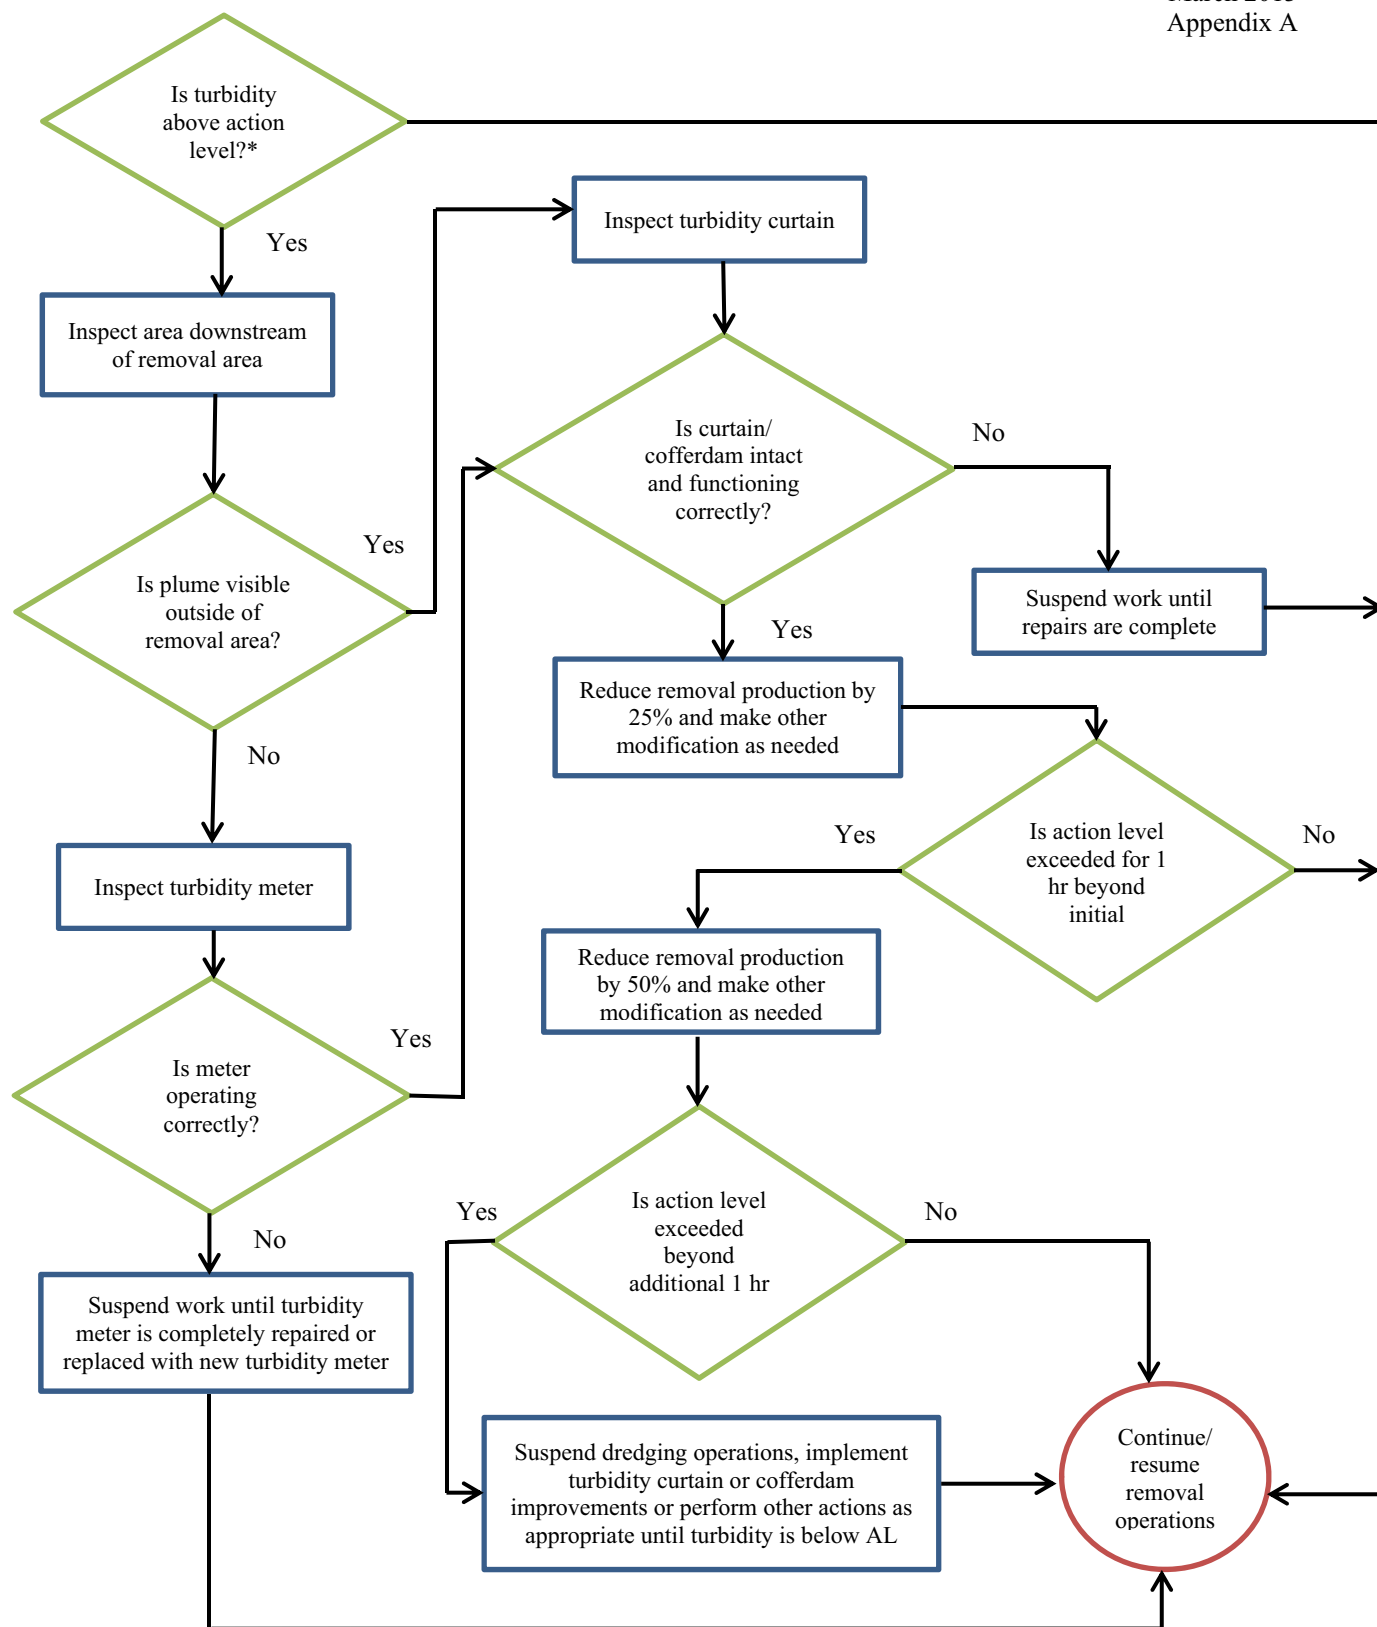 Appendix A
Is turbidity
above action
level?*
Yes
Inspect turbidity curtain
Inspect area downstream
of removal area
Is curtain/
cofferdam intact
and functioning
correctly?
No
Yes
Is plume visible
outside of
removal area?
Suspend work until
repairs are complete
Yes
Reduce removal production by
25% and make other
modification as needed
No
Is action level
exceeded for 1
hr beyond
initial
Yes
No
Inspect turbidity meter
Reduce removal production
by 50% and make other
modification as needed
Is meter
operating
correctly?
Yes
Is action level
exceeded
beyond
additional 1 hr
Yes
No
No
Suspend work until turbidity
meter is completely repaired or
replaced with new turbidity meter
Suspend dredging operations, implement
turbidity curtain or cofferdam
improvements or perform other actions as
appropriate until turbidity is below AL
Continue/
resume
removal
operations